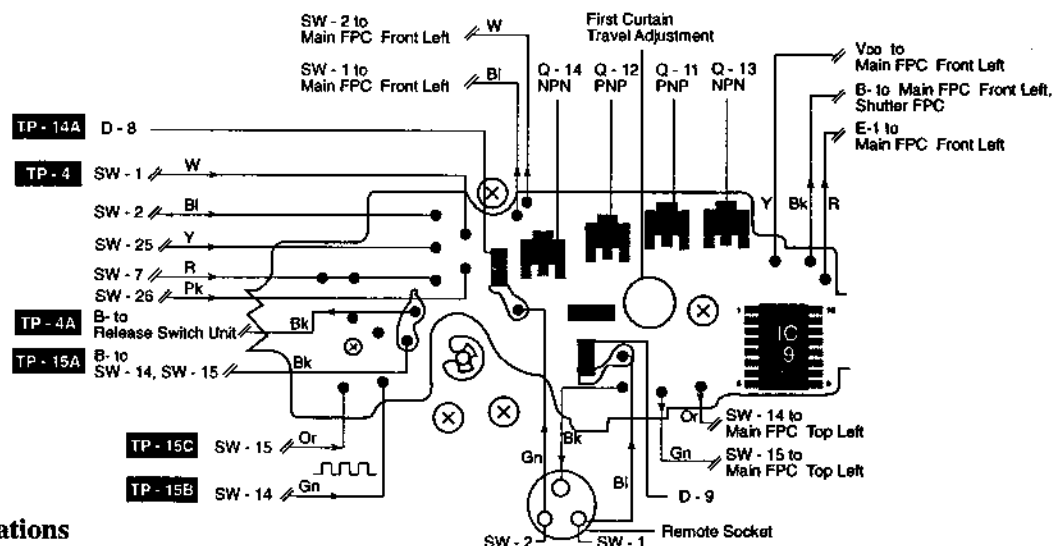 SW - 2 to
Main FPC Front Left
W
SW - 1 to
Main FPC Front Left
Bl
First Curtain
Travel Adjustment
Q - 14
NPN
Q - 12
PNP
Q - 11
PNP
Q - 13
NPN
VDD to
Main FPC Front Left
B- to Main FPC Front Left,
Shutter FPC
E-1 to
Main FPC Front Left
TP - 14A D - 8
TP - 4 SW - 1 W
SW - 2 Bl
SW - 25 Y
SW - 7 R
SW - 26 Pk
TP - 4A B- to
Release Switch Unit Bk
TP - 15A B- to
SW - 14, SW - 15 Bk
Y Bk R
IC
9
TP - 15C SW - 15 Or
TP - 15B SW - 14 Gn
Gn
Bk
Bl
Or
SW - 14 to
Main FPC Top Left
Gn
SW - 15 to
Main FPC Top Left
D - 9
Remote Socket
SW - 2
SW - 1
ations